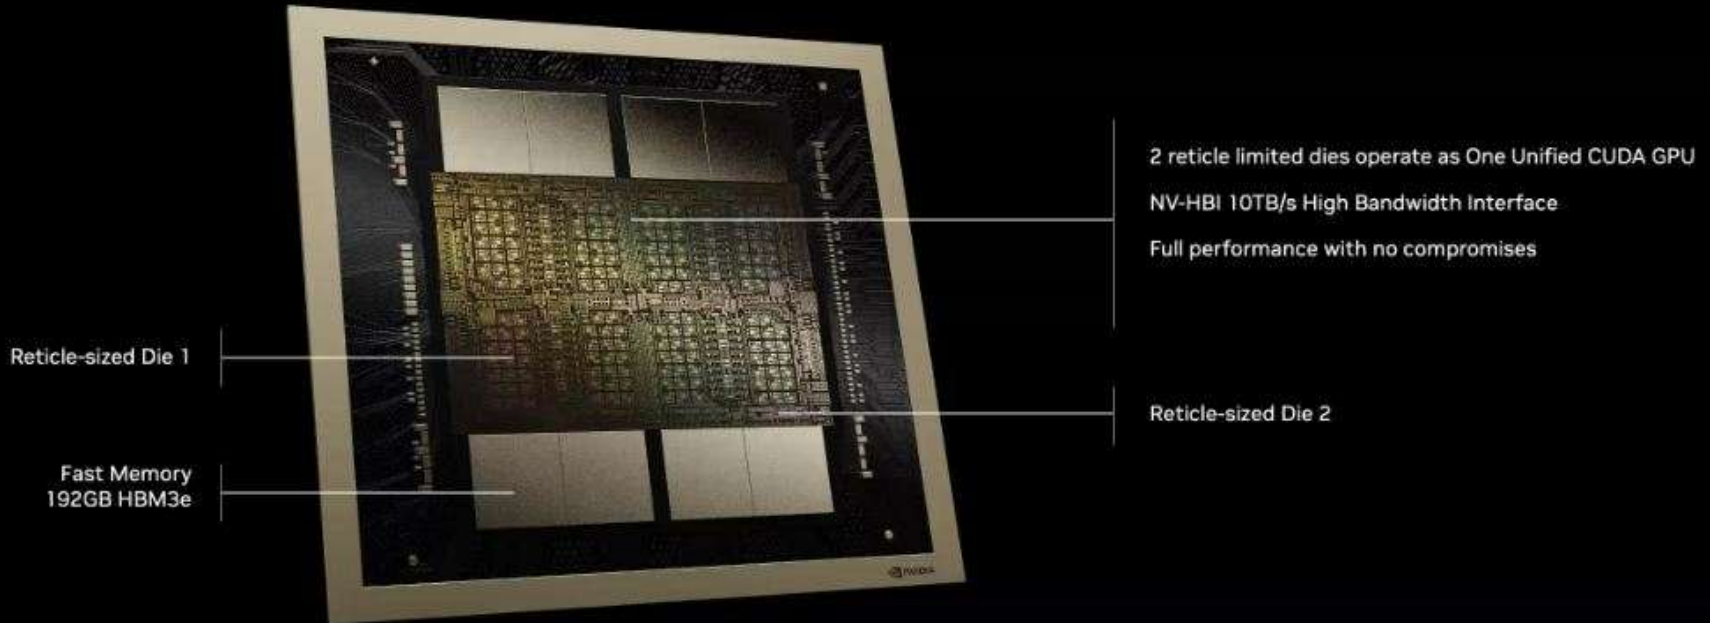 2 reticle limited dies operate as One Unified CUDA GPU
NV-HBI 10TB/s High Bandwidth Interface
Full performance with no compromises
Reticle-sized Die 1
Reticle-sized Die 2
Fast Memory
192GB HBM3e
NVIDIA